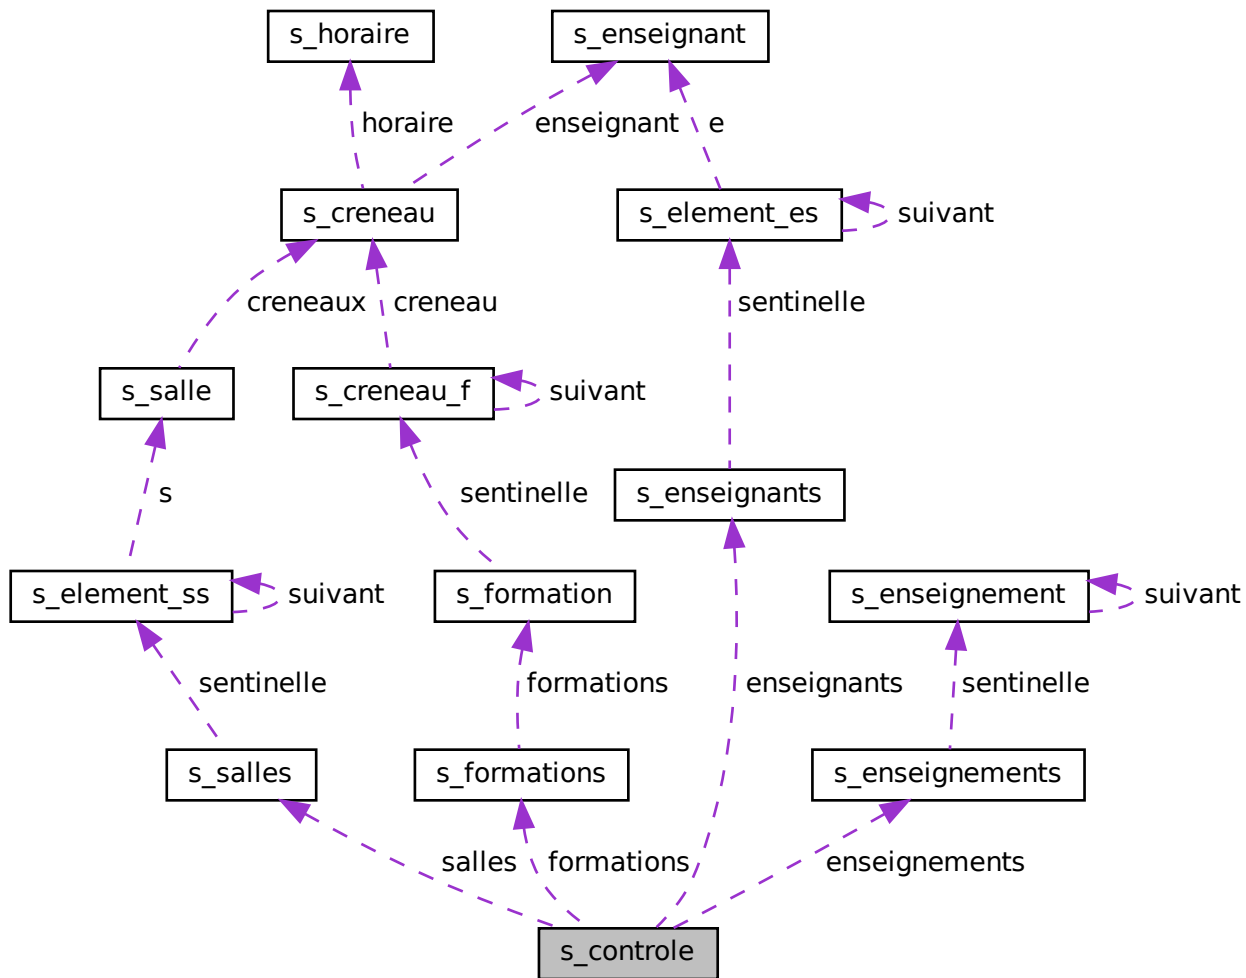 s_horaire
s_enseignant
horaire
enseignant
e
s_creneau
s_element_es
suivant
creneaux
creneau
sentinelle
s_salle
s_creneau_f
suivant
s
sentinelle
s_enseignants
s_element_ss
suivant
s_formation
s_enseignement
suivant
sentinelle
formations
enseignants
sentinelle
s_salles
s_formations
s_enseignements
salles
formations
enseignements
s_controle